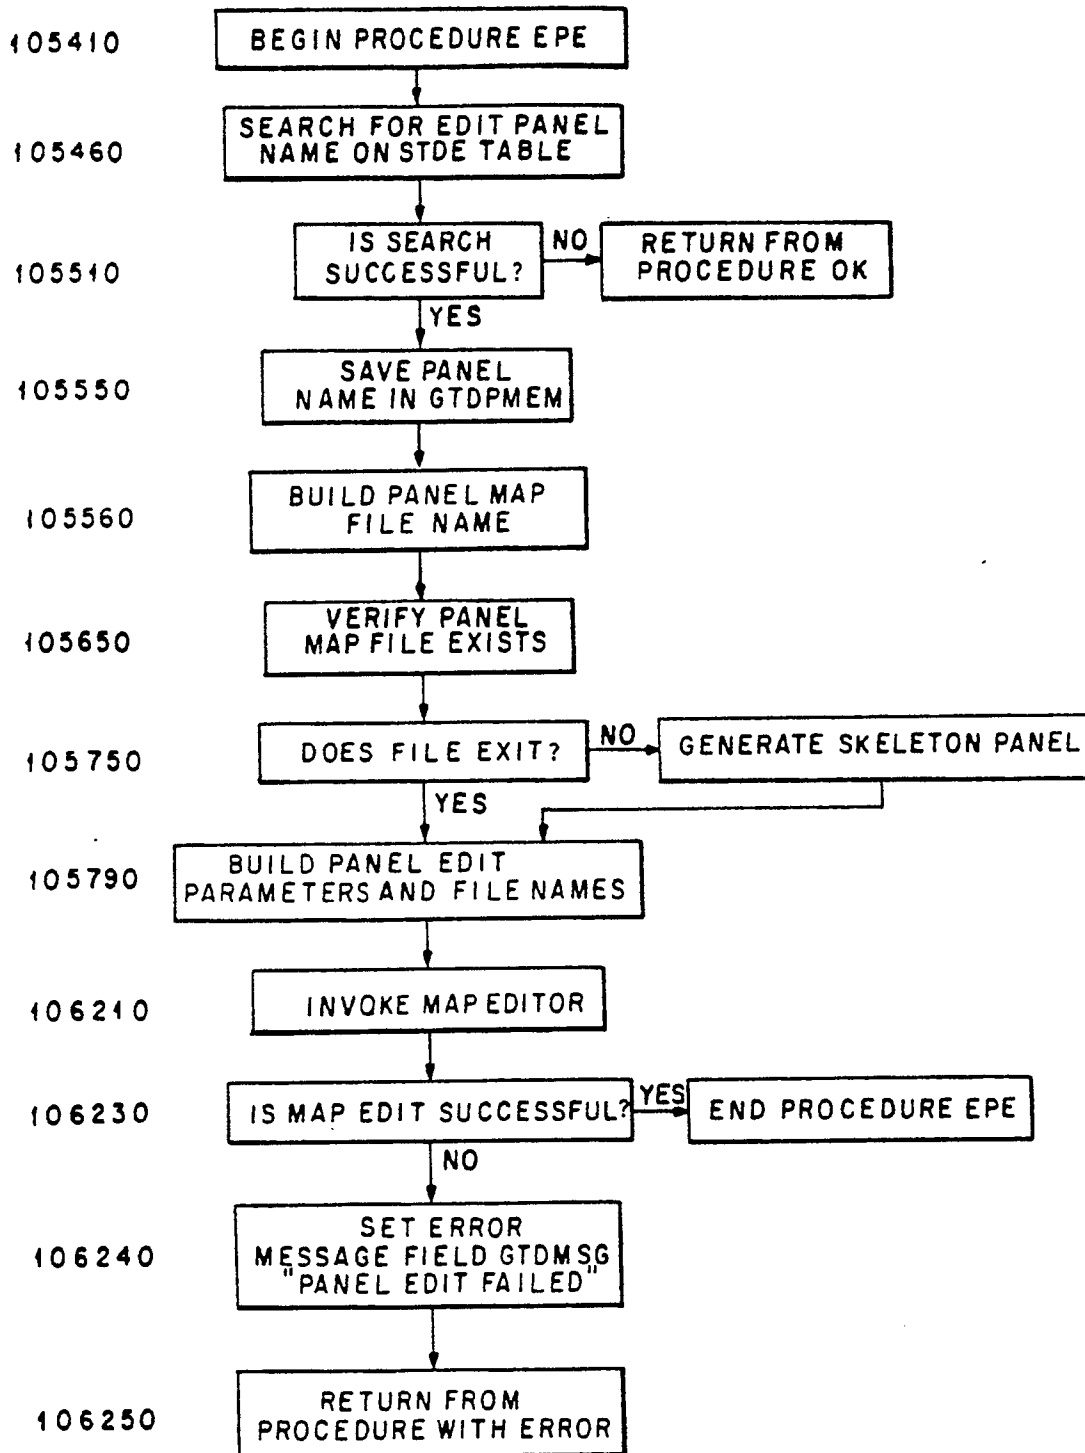 105410
BEGIN PROCEDURE EPE
105460
SEARCH FOR EDIT PANEL
NAME ON STDE TABLE
105510
IS SEARCH
SUCCESSFUL?
NO
RETURN FROM
PROCEDURE OK
YES
105550
SAVE PANEL
NAME IN GTDPMEM
105560
BUILD PANEL MAP
FILE NAME
105650
VERIFY PANEL
MAP FILE EXISTS
105750
DOES FILE EXIT?
NO
GENERATE SKELETON PANEL
YES
105790
BUILD PANEL EDIT
PARAMETERS AND FILE NAMES
106210
INVOKE MAP EDITOR
106230
IS MAP EDIT SUCCESSFUL?
YES
END PROCEDURE EPE
NO
106240
SET ERROR
MESSAGE FIELD GTDMSG
"PANEL EDIT FAILED"
106250
RETURN FROM
PROCEDURE WITH ERROR